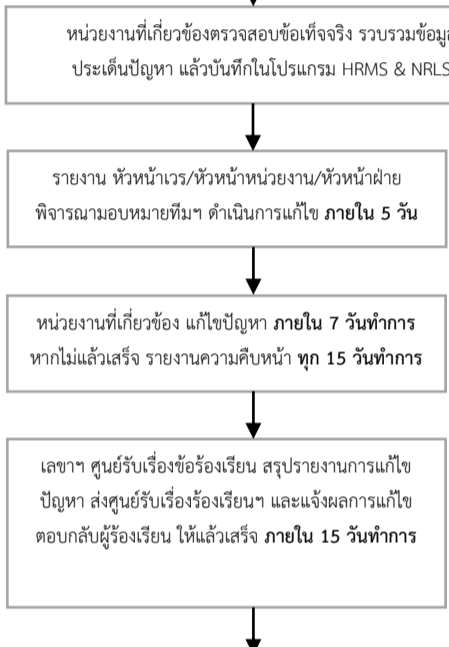 หน่วยงานที่เกี่ยวข้องตรวจสอบข้อเท็จจริง รวบรวมข้อมูล
ประเด็นปัญหา แล้วบันทึกในโปรแกรม HRMS & NRLS
รายงาน หัวหน้าเวร/หัวหน้าหน่วยงาน/หัวหน้าฝ่าย
พิจารณามอบหมายทีมฯ ดำเนินการแก้ไข ภายใน 5 วัน
หน่วยงานที่เกี่ยวข้อง แก้ไขปัญหา ภายใน 7 วันทำการ
หากไม่แล้วเสร็จ รายงานความคืบหน้า ทุก 15 วันทำการ
เลขาฯ ศูนย์รับเรื่องข้อร้องเรียน สรุปรายงานการแก้ไข
ปัญหา ส่งศูนย์รับเรื่องร้องเรียนฯ และแจ้งผลการแก้ไข
ตอบกลับผู้ร้องเรียน ให้แล้วเสร็จ ภายใน 15 วันทำการ